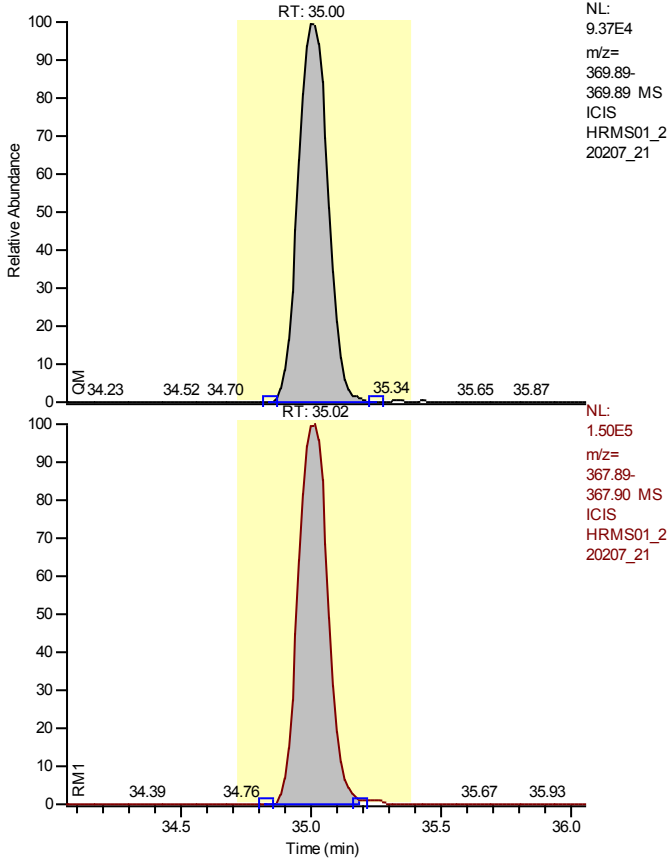 RT: 35.00
NL:
9.37E4
m/z=
369.89-
369.89 MS
ICIS
HRMS01_2
20207_21
100
90
80
70
60
50
40
30
20
10
0
Relative Abundance
QM
34.23 34.52 34.70 35.34 35.65 35.87
RT: 35.02
NL:
1.50E5
m/z=
367.89-
367.90 MS
ICIS
HRMS01_2
20207_21
100
90
80
70
60
50
40
30
20
10
0
RM1
34.39 34.76 35.67 35.93
34.5 35.0 35.5 36.0
Time (min)